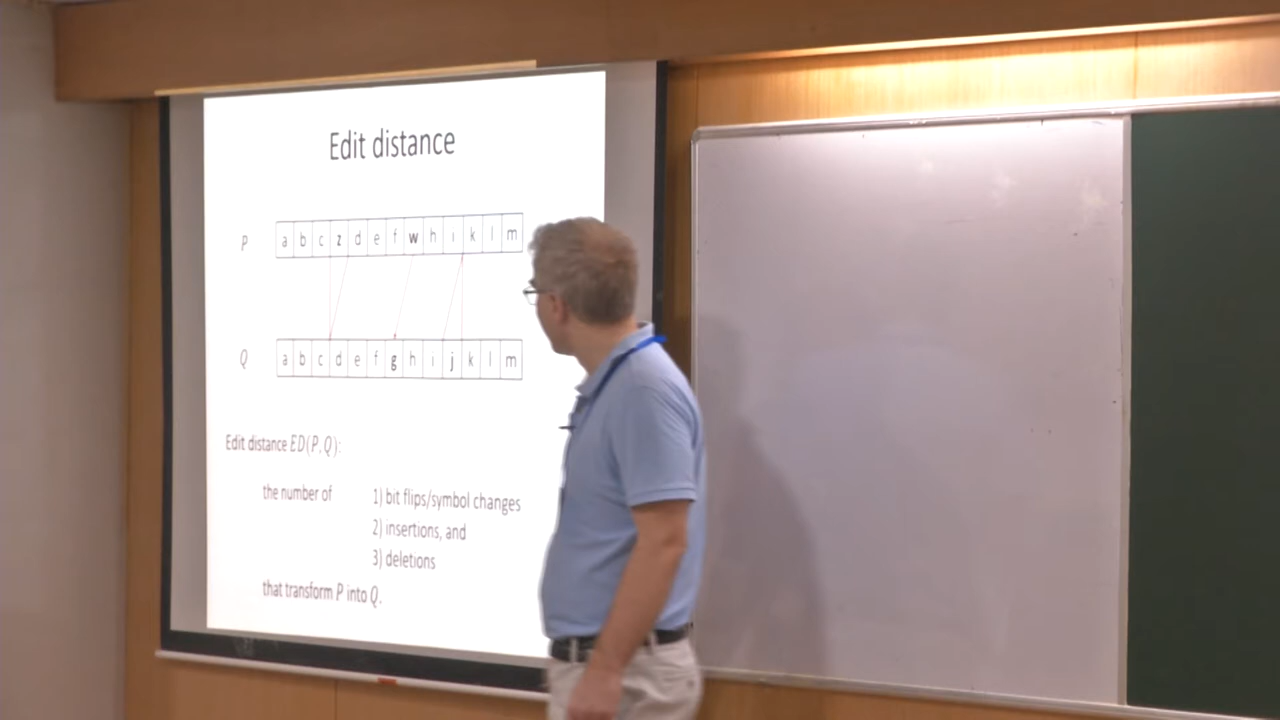 Edit distance
P a b c z d e f w h i k l m
Q a b c d e f g h i j k l m
Edit distance ED(P,Q):
the number of 1) bit flips/symbol changes
2) insertions, and
3) deletions
that transform P into Q.